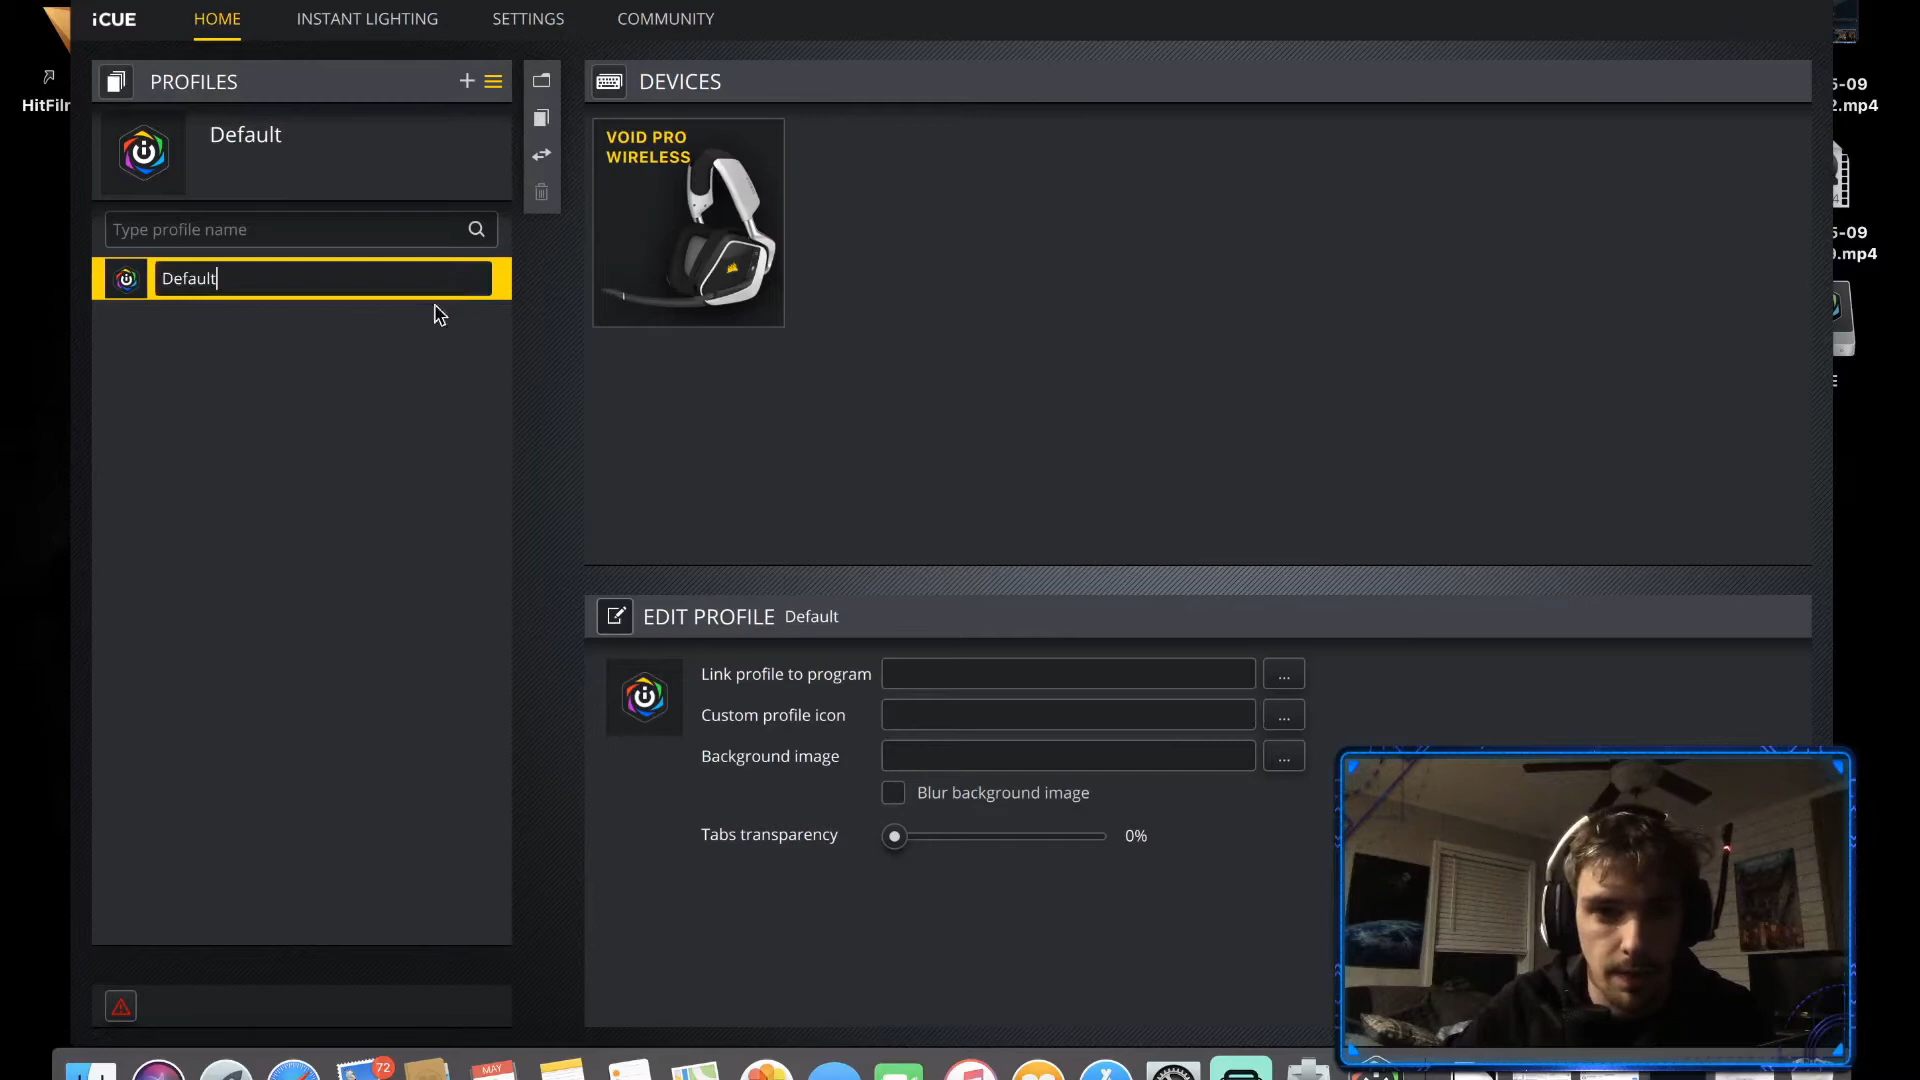 iCUE
HOME
INSTANT LIGHTING
SETTINGS
COMMUNITY
PROFILES
Default
Type profile name
Default
DEVICES
VOID PRO
WIRELESS
EDIT PROFILE Default
Link profile to program
...
Custom profile icon
...
Background image
...
Blur background image
Tabs transparency
0%
HitFilr
5-09
2.mp4
5-09
0.mp4
E
72
MAY